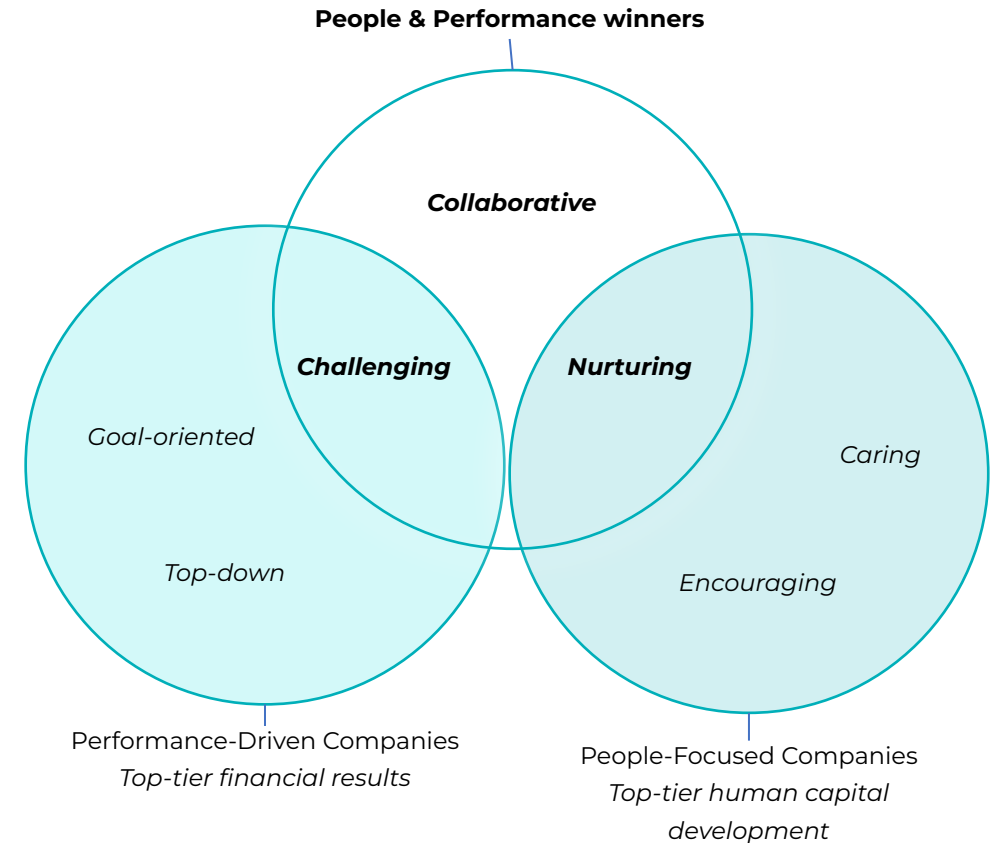 People & Performance winners
Collaborative
Challenging
Nurturing
Goal-oriented
Caring
Top-down
Encouraging
Performance-Driven Companies
Top-tier financial results
People-Focused Companies
Top-tier human capital
development